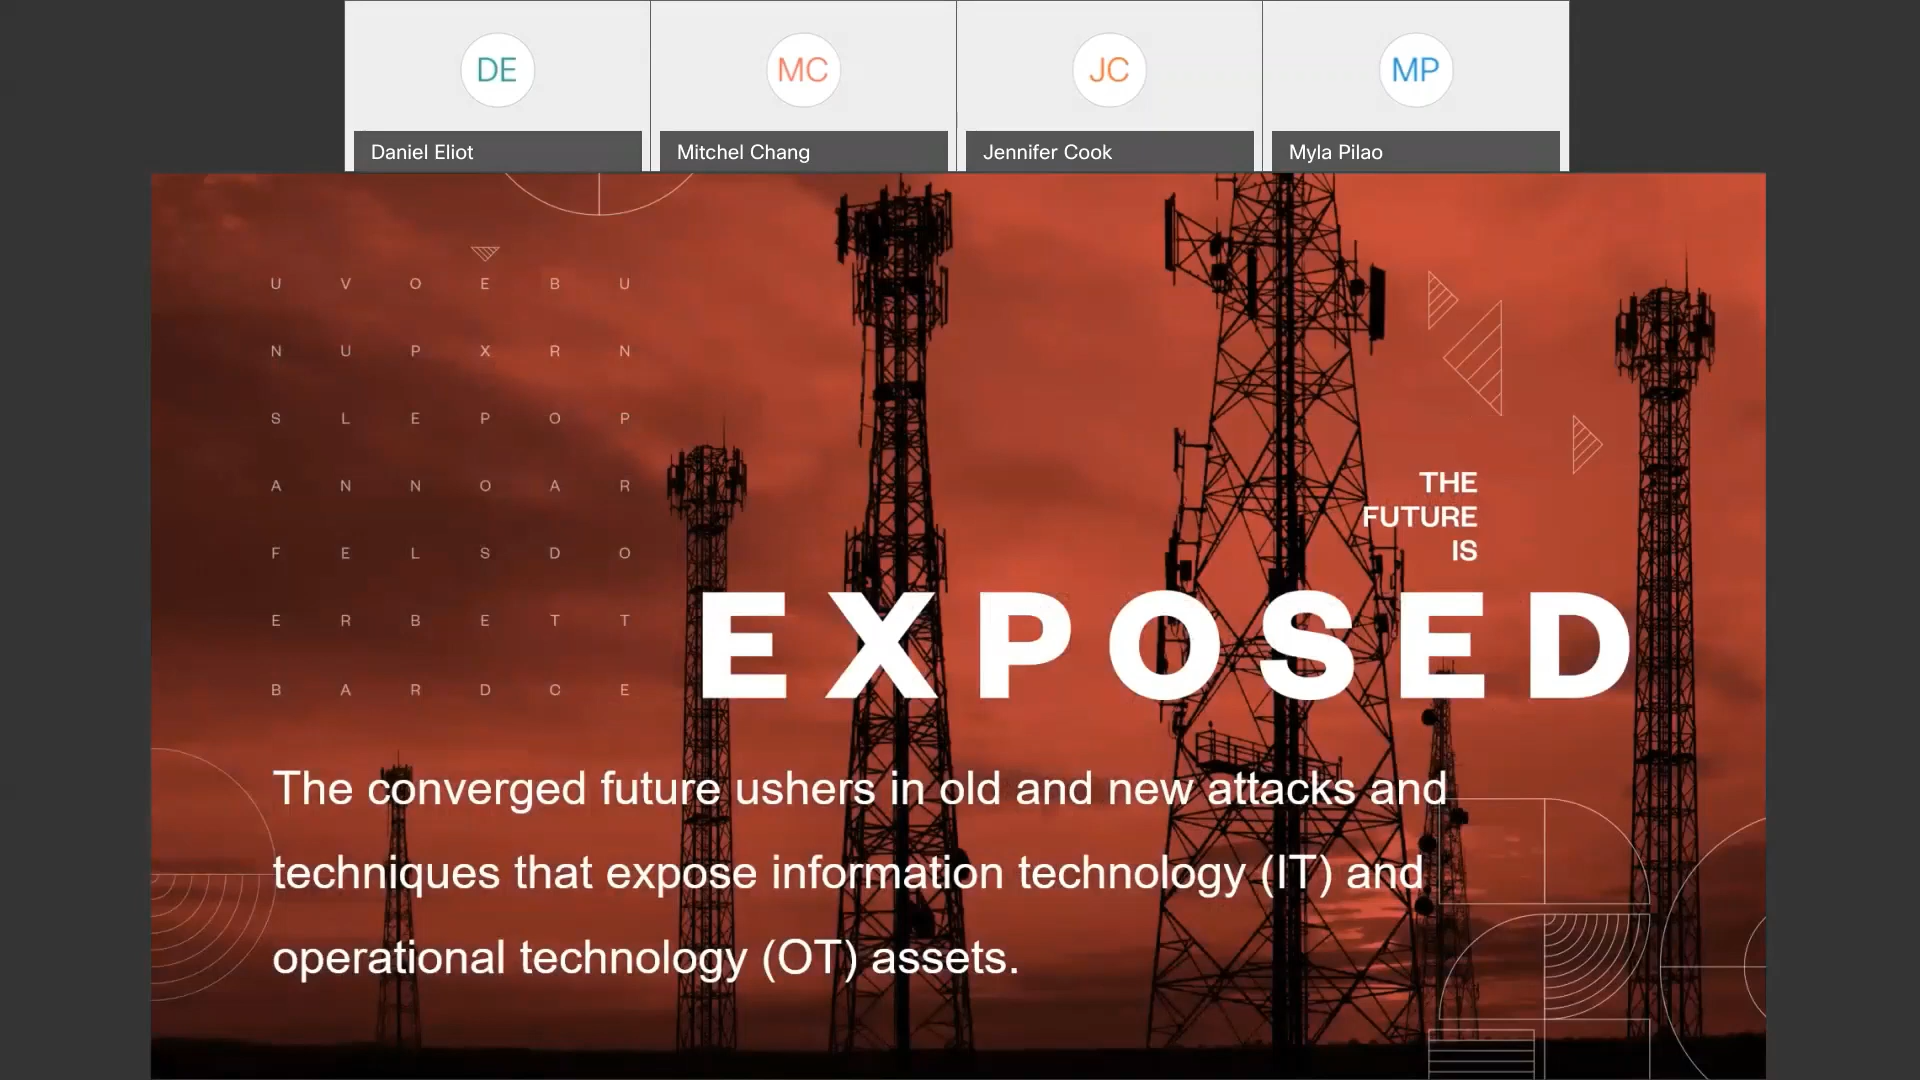 DE
MC
JC
MP
Daniel Eliot
Mitchel Chang
Jennifer Cook
Myla Pilao
U V O E B U
N U P X R N
S L E P O P
A N N O A R
F E L S D O
E R B E T T
B A R D C E
THE
FUTURE
IS
EXPOSED
The converged future ushers in old and new attacks and
techniques that expose information technology (IT) and
operational technology (OT) assets.